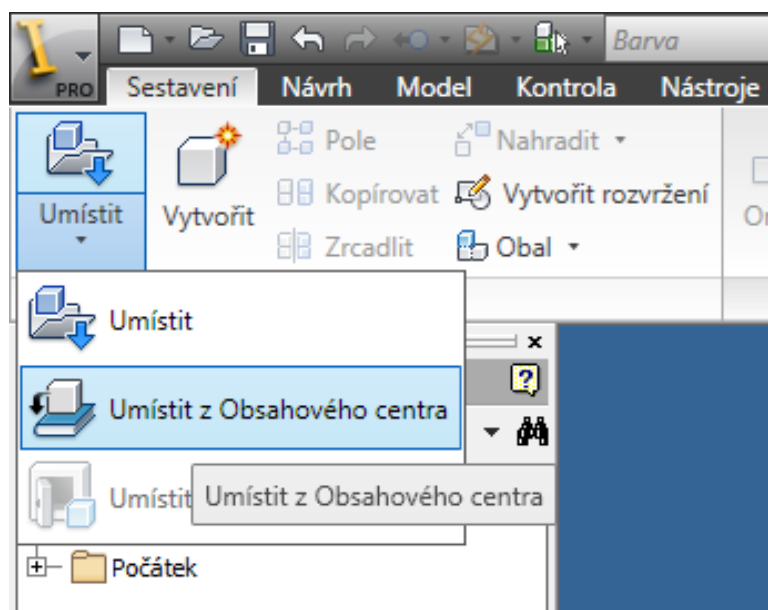 Barva
PRO
Sestavení Návrh Model Kontrola Nástroje
Pole Nahradit
Umístit Vytvořit Kopírovat Vytvořit rozvržení
Zrcadlit Obal
Umístit
Umístit z Obsahového centra
Umístit
Umístit z Obsahového centra
Počátek